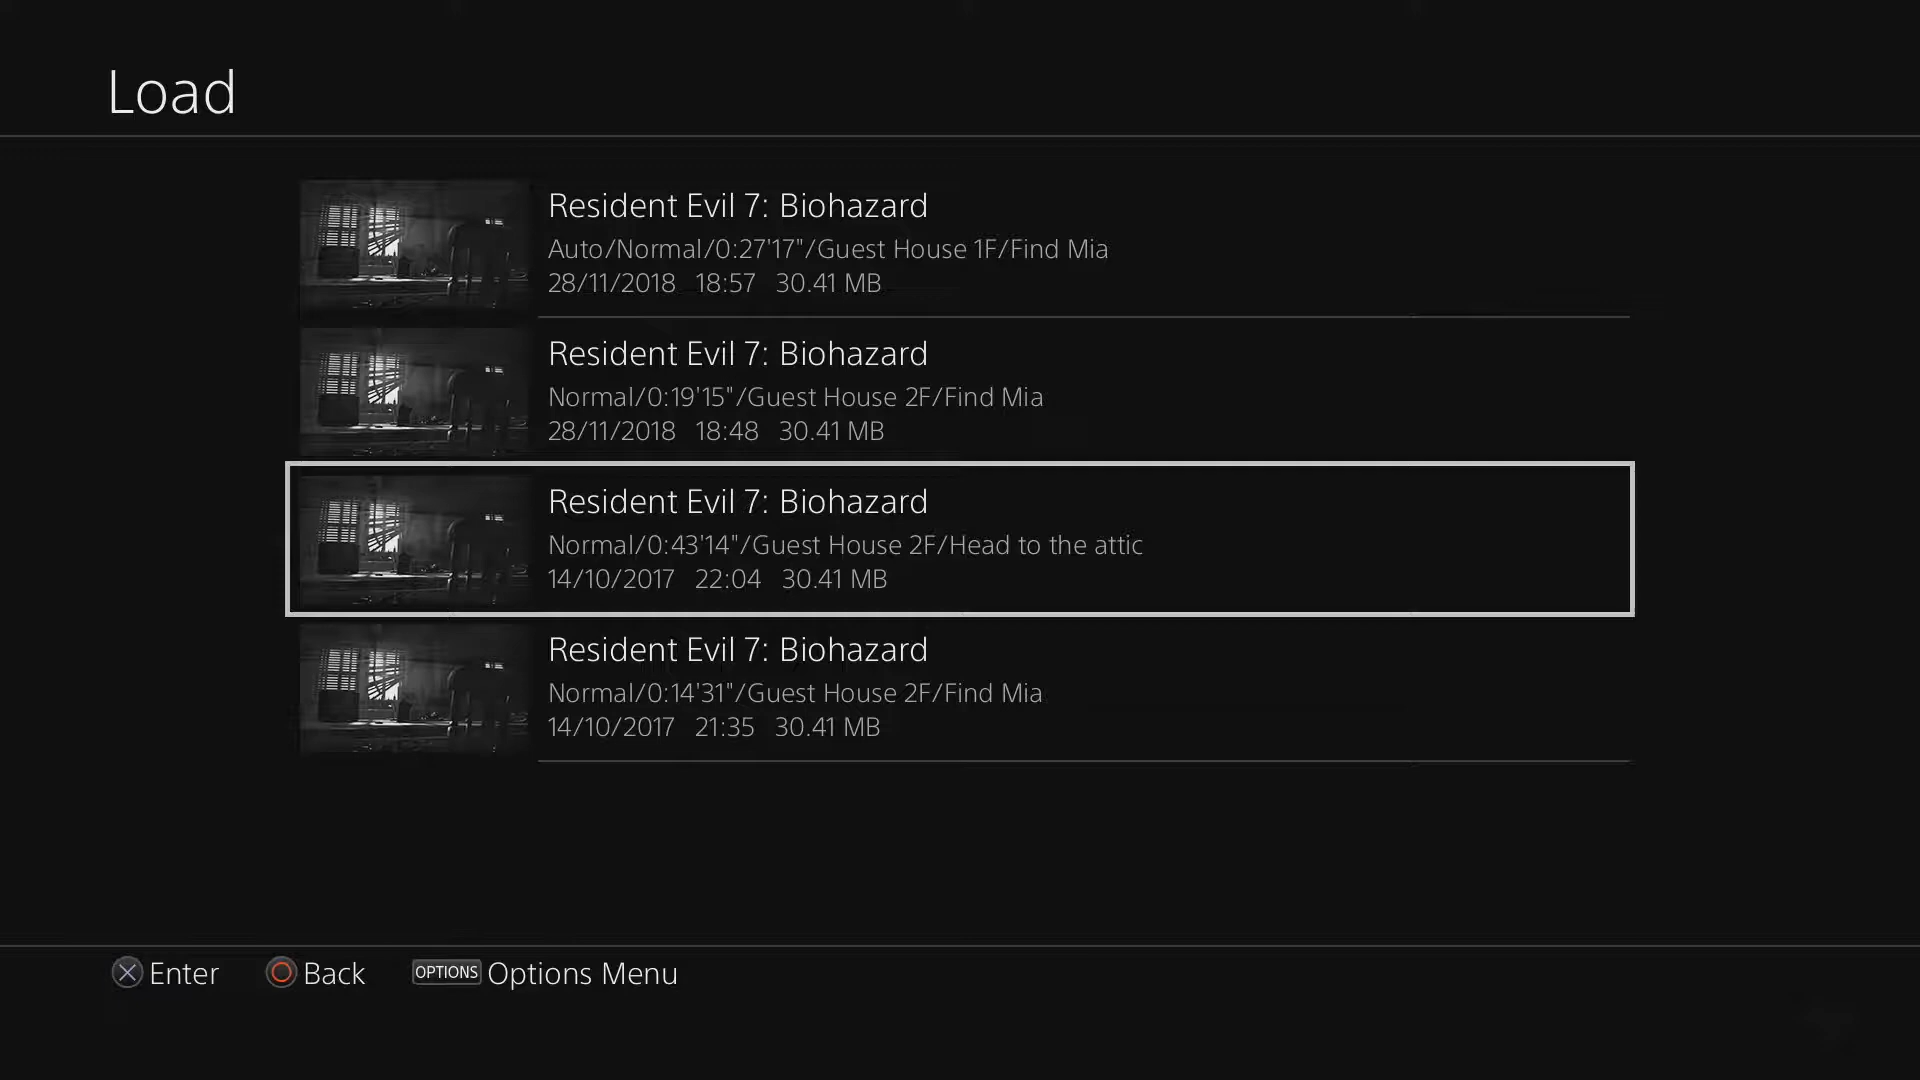 Load
Resident Evil 7: Biohazard
Auto/Normal/0:27'17"/Guest House 1F/Find Mia
28/11/2018 18:57 30.41 MB
Resident Evil 7: Biohazard
Normal/0:19'15"/Guest House 2F/Find Mia
28/11/2018 18:48 30.41 MB
Resident Evil 7: Biohazard
Normal/0:43'14"/Guest House 2F/Head to the attic
14/10/2017 22:04 30.41 MB
Resident Evil 7: Biohazard
Normal/0:14'31"/Guest House 2F/Find Mia
14/10/2017 21:35 30.41 MB
Enter Back OPTIONS Options Menu